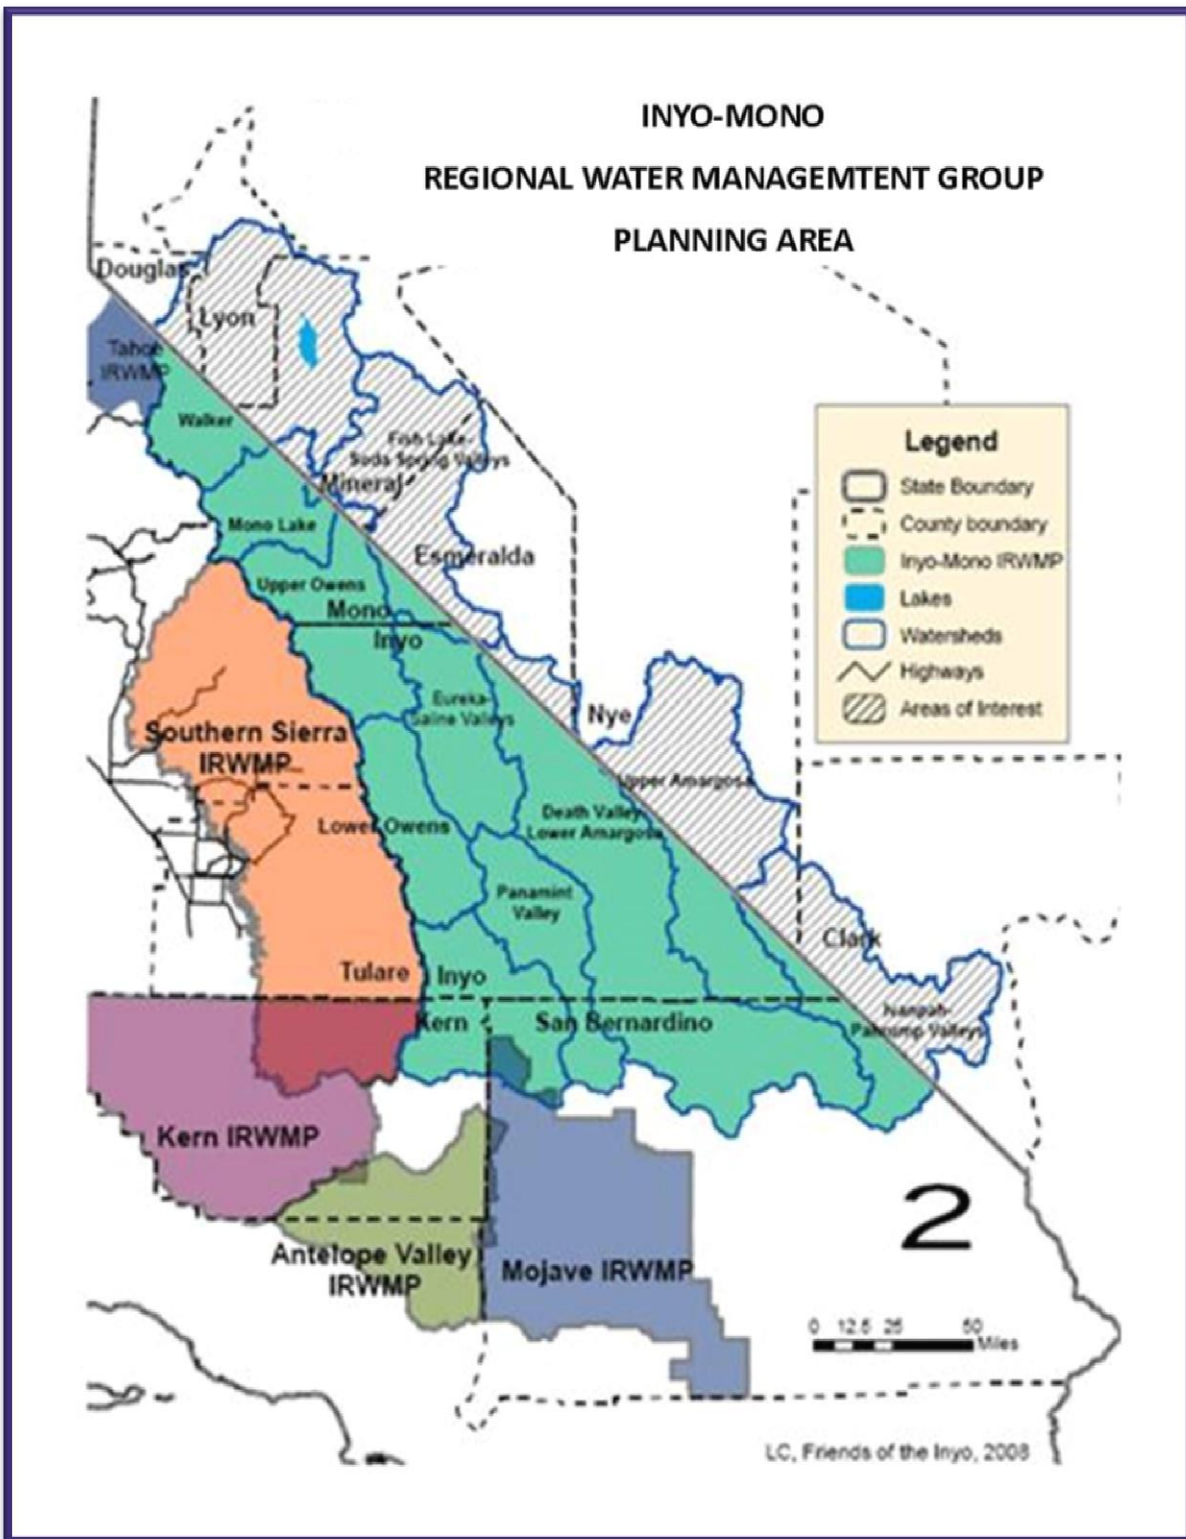 INYO-MONO
REGIONAL WATER MANAGEMTENT GROUP
PLANNING AREA
Douglas
Lyon
Tahoe
IRWMP
Walker
Fish Lake-
Soda Spring Valleys
Mineral
Mono Lake
Esmeralda
Upper Owens
Mono
Inyo
Eureka-
Saline Valleys
Nye
Southern Sierra
IRWMP
Upper Amargosa
Death Valley
Lower Amargosa
Lower Owens
Panamint
Valley
Clark
Tulare
Inyo
Ivanpah-
Pahrump Valleys
Kern
San Bernardino
Kern IRWMP
Antelope Valley
IRWMP
Mojave IRWMP
Legend
State Boundary
County boundary
Inyo-Mono IRWMP
Lakes
Watersheds
Highways
Areas of Interest
2
0 12.5 25 50
Miles
LC, Friends of the Inyo, 2008